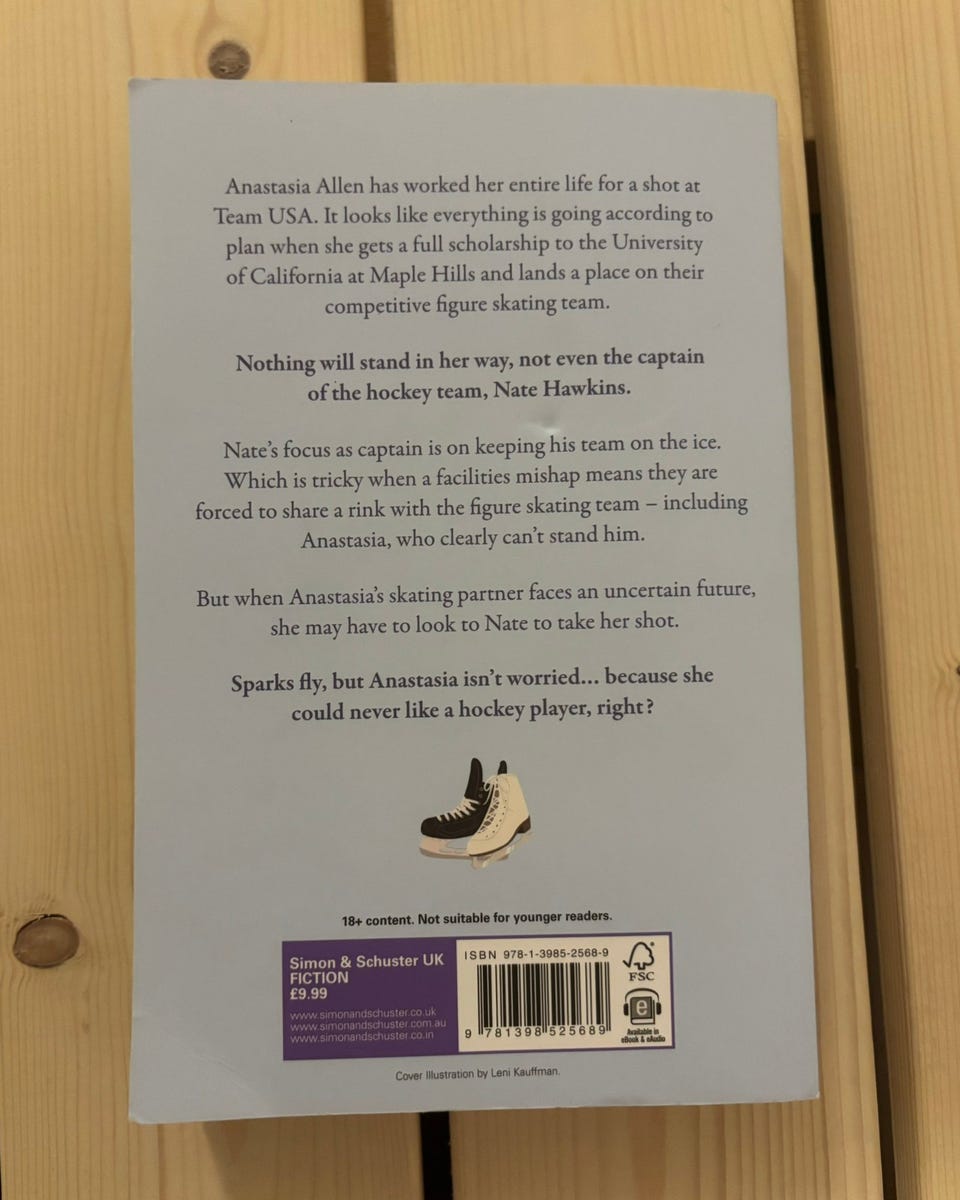 Anastasia Allen has worked her entire life for a shot at
Team USA. It looks like everything is going according to
plan when she gets a full scholarship to the University
of California at Maple Hills and lands a place on their
competitive figure skating team.
Nothing will stand in her way, not even the captain
of the hockey team, Nate Hawkins.
Nate’s focus as captain is on keeping his team on the ice.
Which is tricky when a facilities mishap means they are
forced to share a rink with the figure skating team – including
Anastasia, who clearly can’t stand him.
But when Anastasia’s skating partner faces an uncertain future,
she may have to look to Nate to take her shot.
Sparks fly, but Anastasia isn’t worried... because she
could never like a hockey player, right?
18+ content. Not suitable for younger readers.
Simon & Schuster UK
FICTION
£9.99
www.simonandschuster.co.uk
www.simonandschuster.com.au
www.simonandschuster.co.in
ISBN 978-1-3985-2568-9
9 781398 525689
FSC
e
Available in
eBook & eAudio
Cover Illustration by Leni Kauffman.